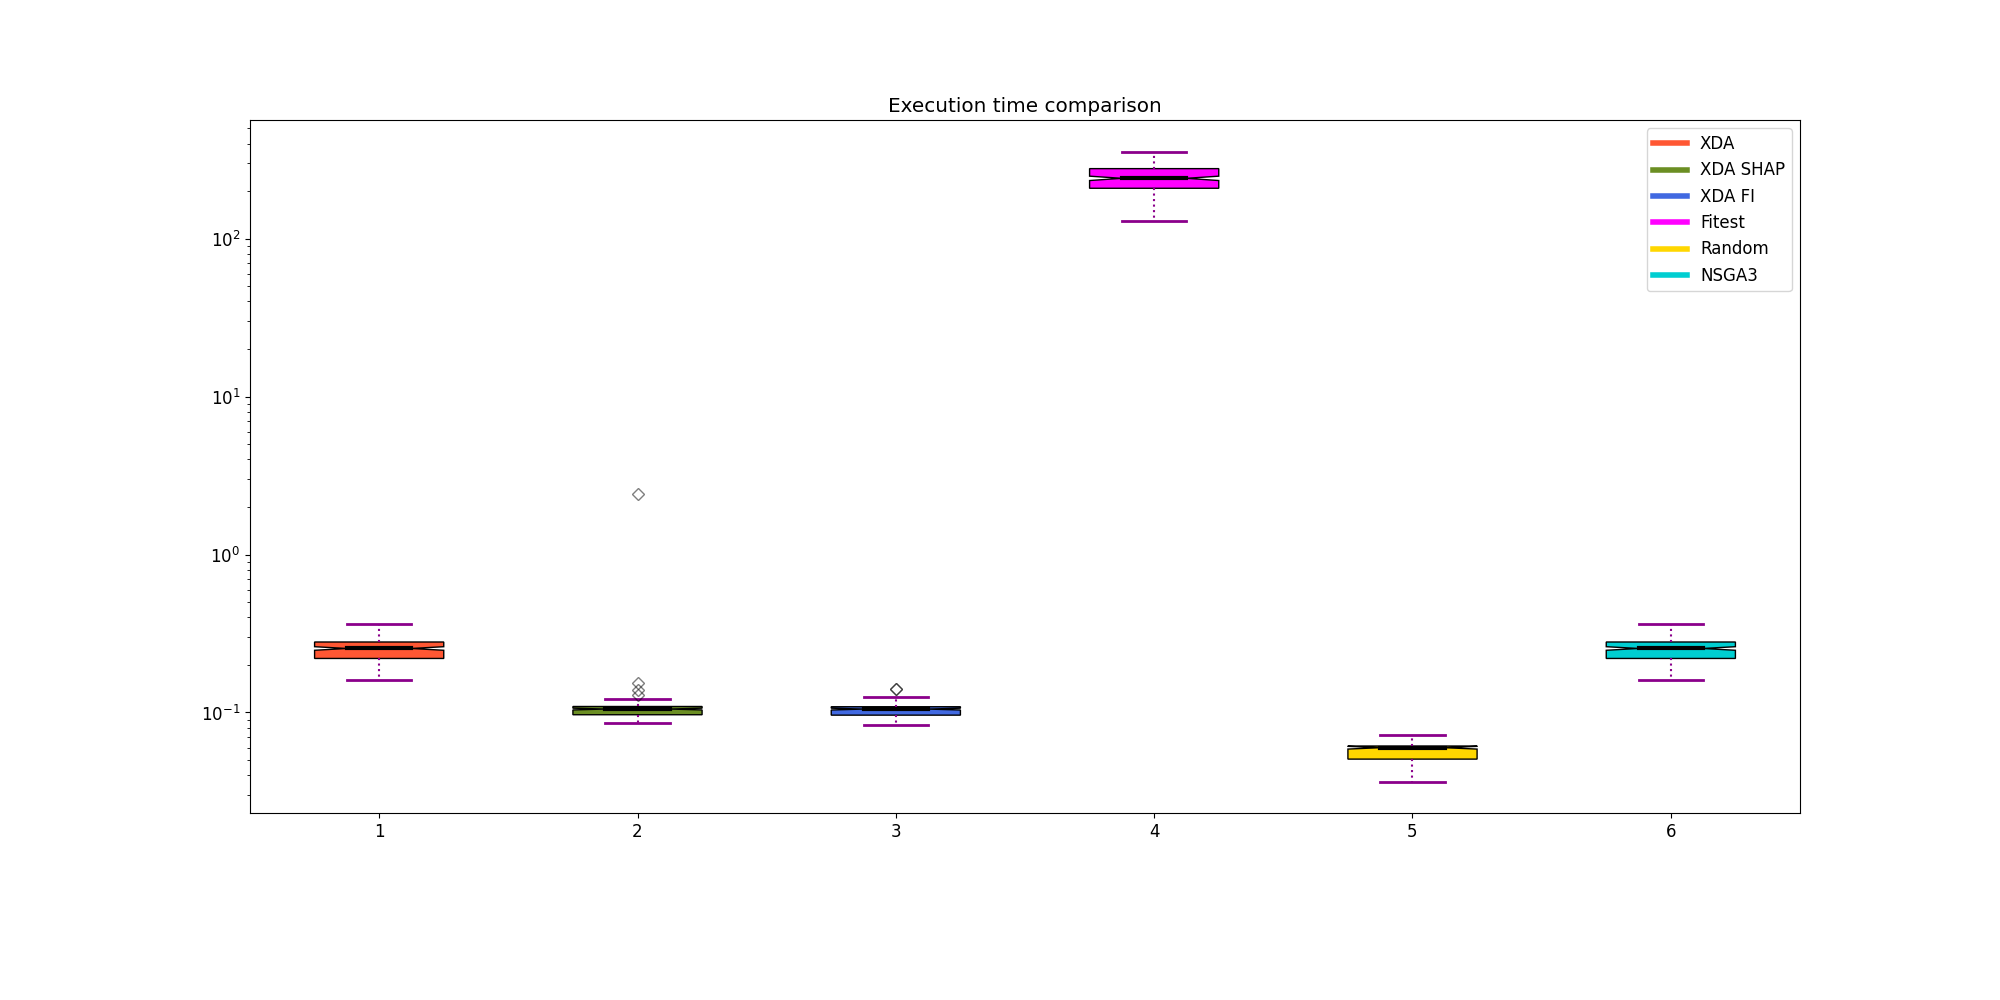 Execution time comparison
XDA
XDA SHAP
XDA FI
Fitest
Random
NSGA3
10²
10¹
10⁰
10⁻¹
1 2 3 4 5 6